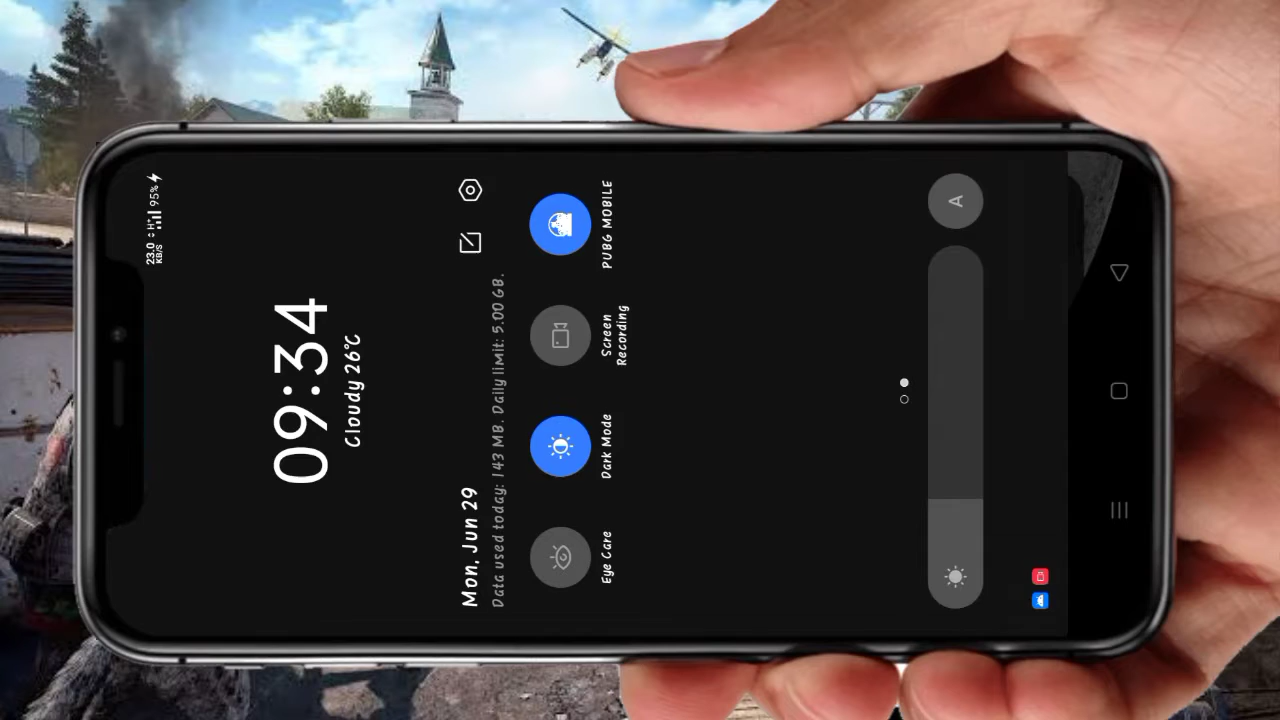 23.0 KB/S H+ 95%
09:34
Cloudy 26°C
Mon, Jun 29
Data used today: 143 MB. Daily limit: 5.00 GB.
Eye Care
Dark Mode
Screen
Recording
PUBG MOBILE
A